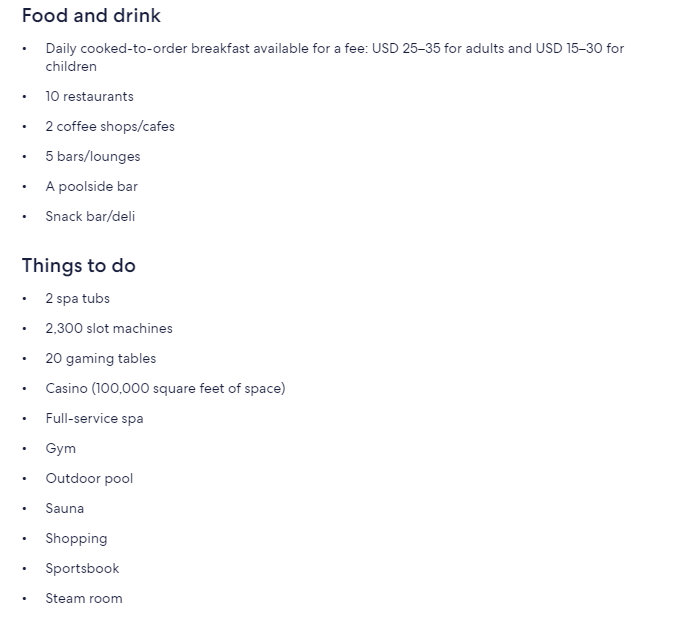 Food and drink
• Daily cooked-to-order breakfast available for a fee: USD 25–35 for adults and USD 15–30 for
children
• 10 restaurants
• 2 coffee shops/cafes
• 5 bars/lounges
• A poolside bar
• Snack bar/deli
Things to do
• 2 spa tubs
• 2,300 slot machines
• 20 gaming tables
• Casino (100,000 square feet of space)
• Full-service spa
• Gym
• Outdoor pool
• Sauna
• Shopping
• Sportsbook
• Steam room